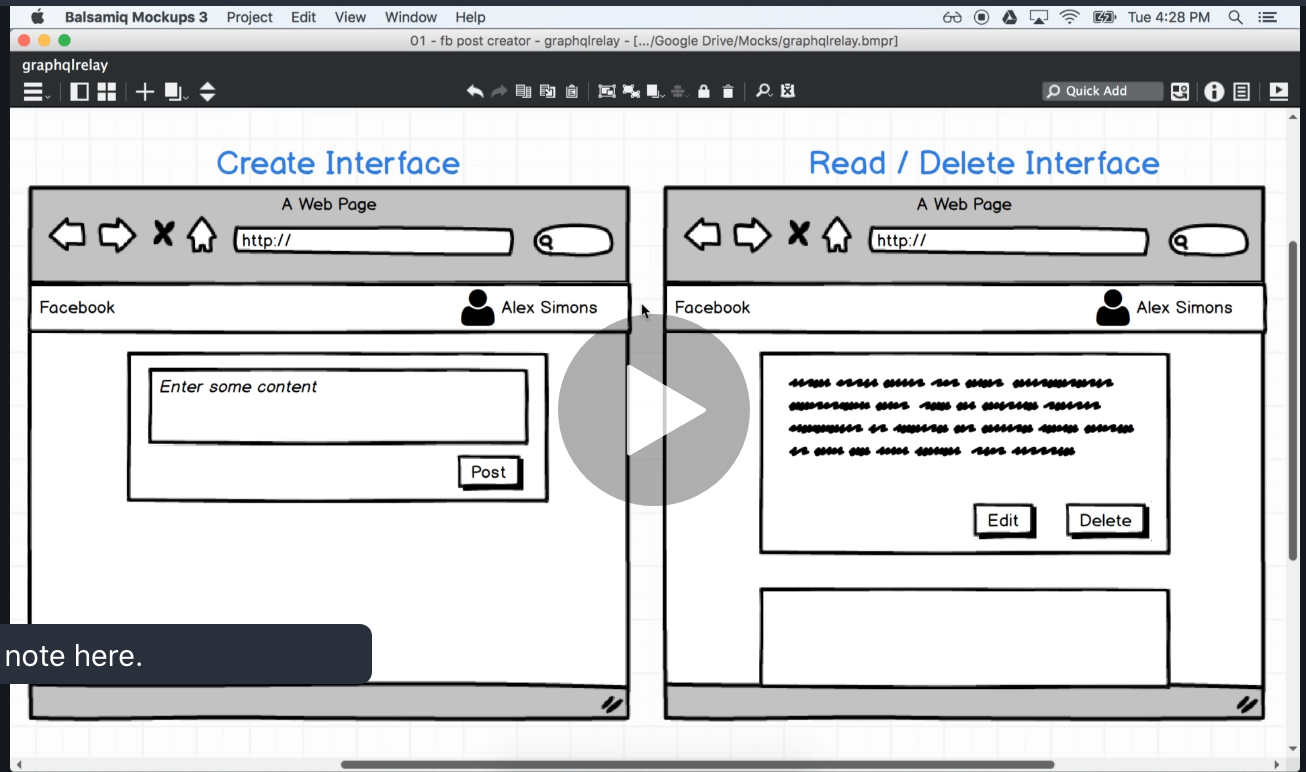 Balsamiq Mockups 3 Project Edit View Window Help Tue 4:28 PM
01 - fb post creator - graphqlrelay - [.../Google Drive/Mocks/graphqlrelay.bmpr]
graphqlrelay
Quick Add
Create Interface
A Web Page
http://
Facebook Alex Simons
Enter some content
Post
Read / Delete Interface
A Web Page
http://
Facebook Alex Simons
Edit Delete
note here.